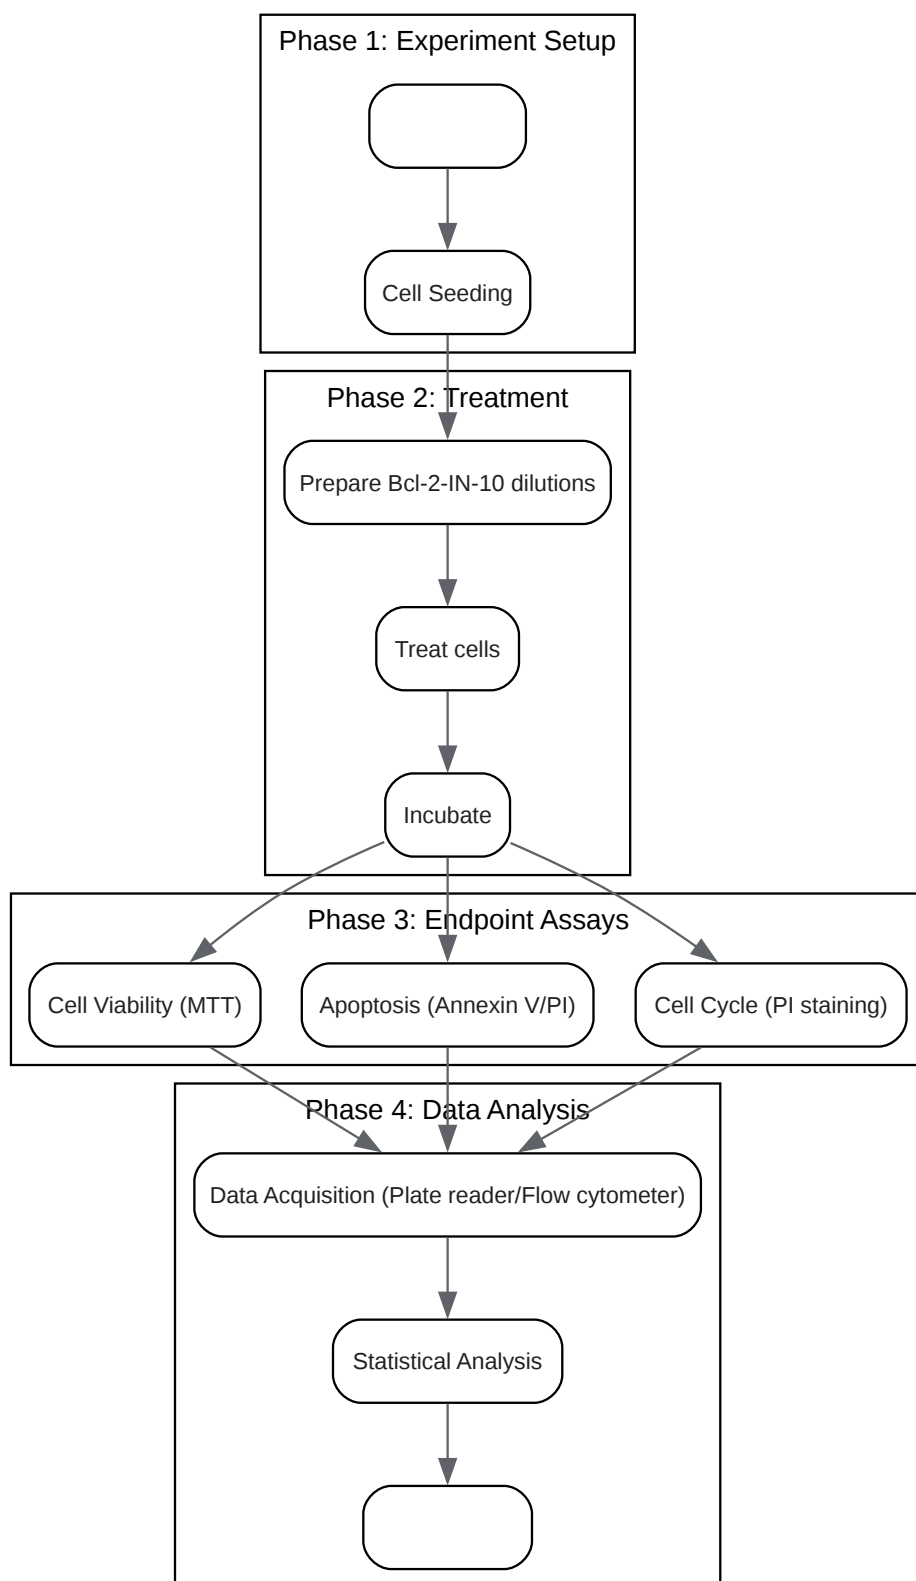 Phase 1: Experiment Setup
Cell Seeding
Phase 2: Treatment
Prepare Bcl-2-IN-10 dilutions
Treat cells
Incubate
Phase 3: Endpoint Assays
Cell Viability (MTT)
Apoptosis (Annexin V/PI)
Cell Cycle (PI staining)
Phase 4: Data Analysis
Data Acquisition (Plate reader/Flow cytometer)
Statistical Analysis